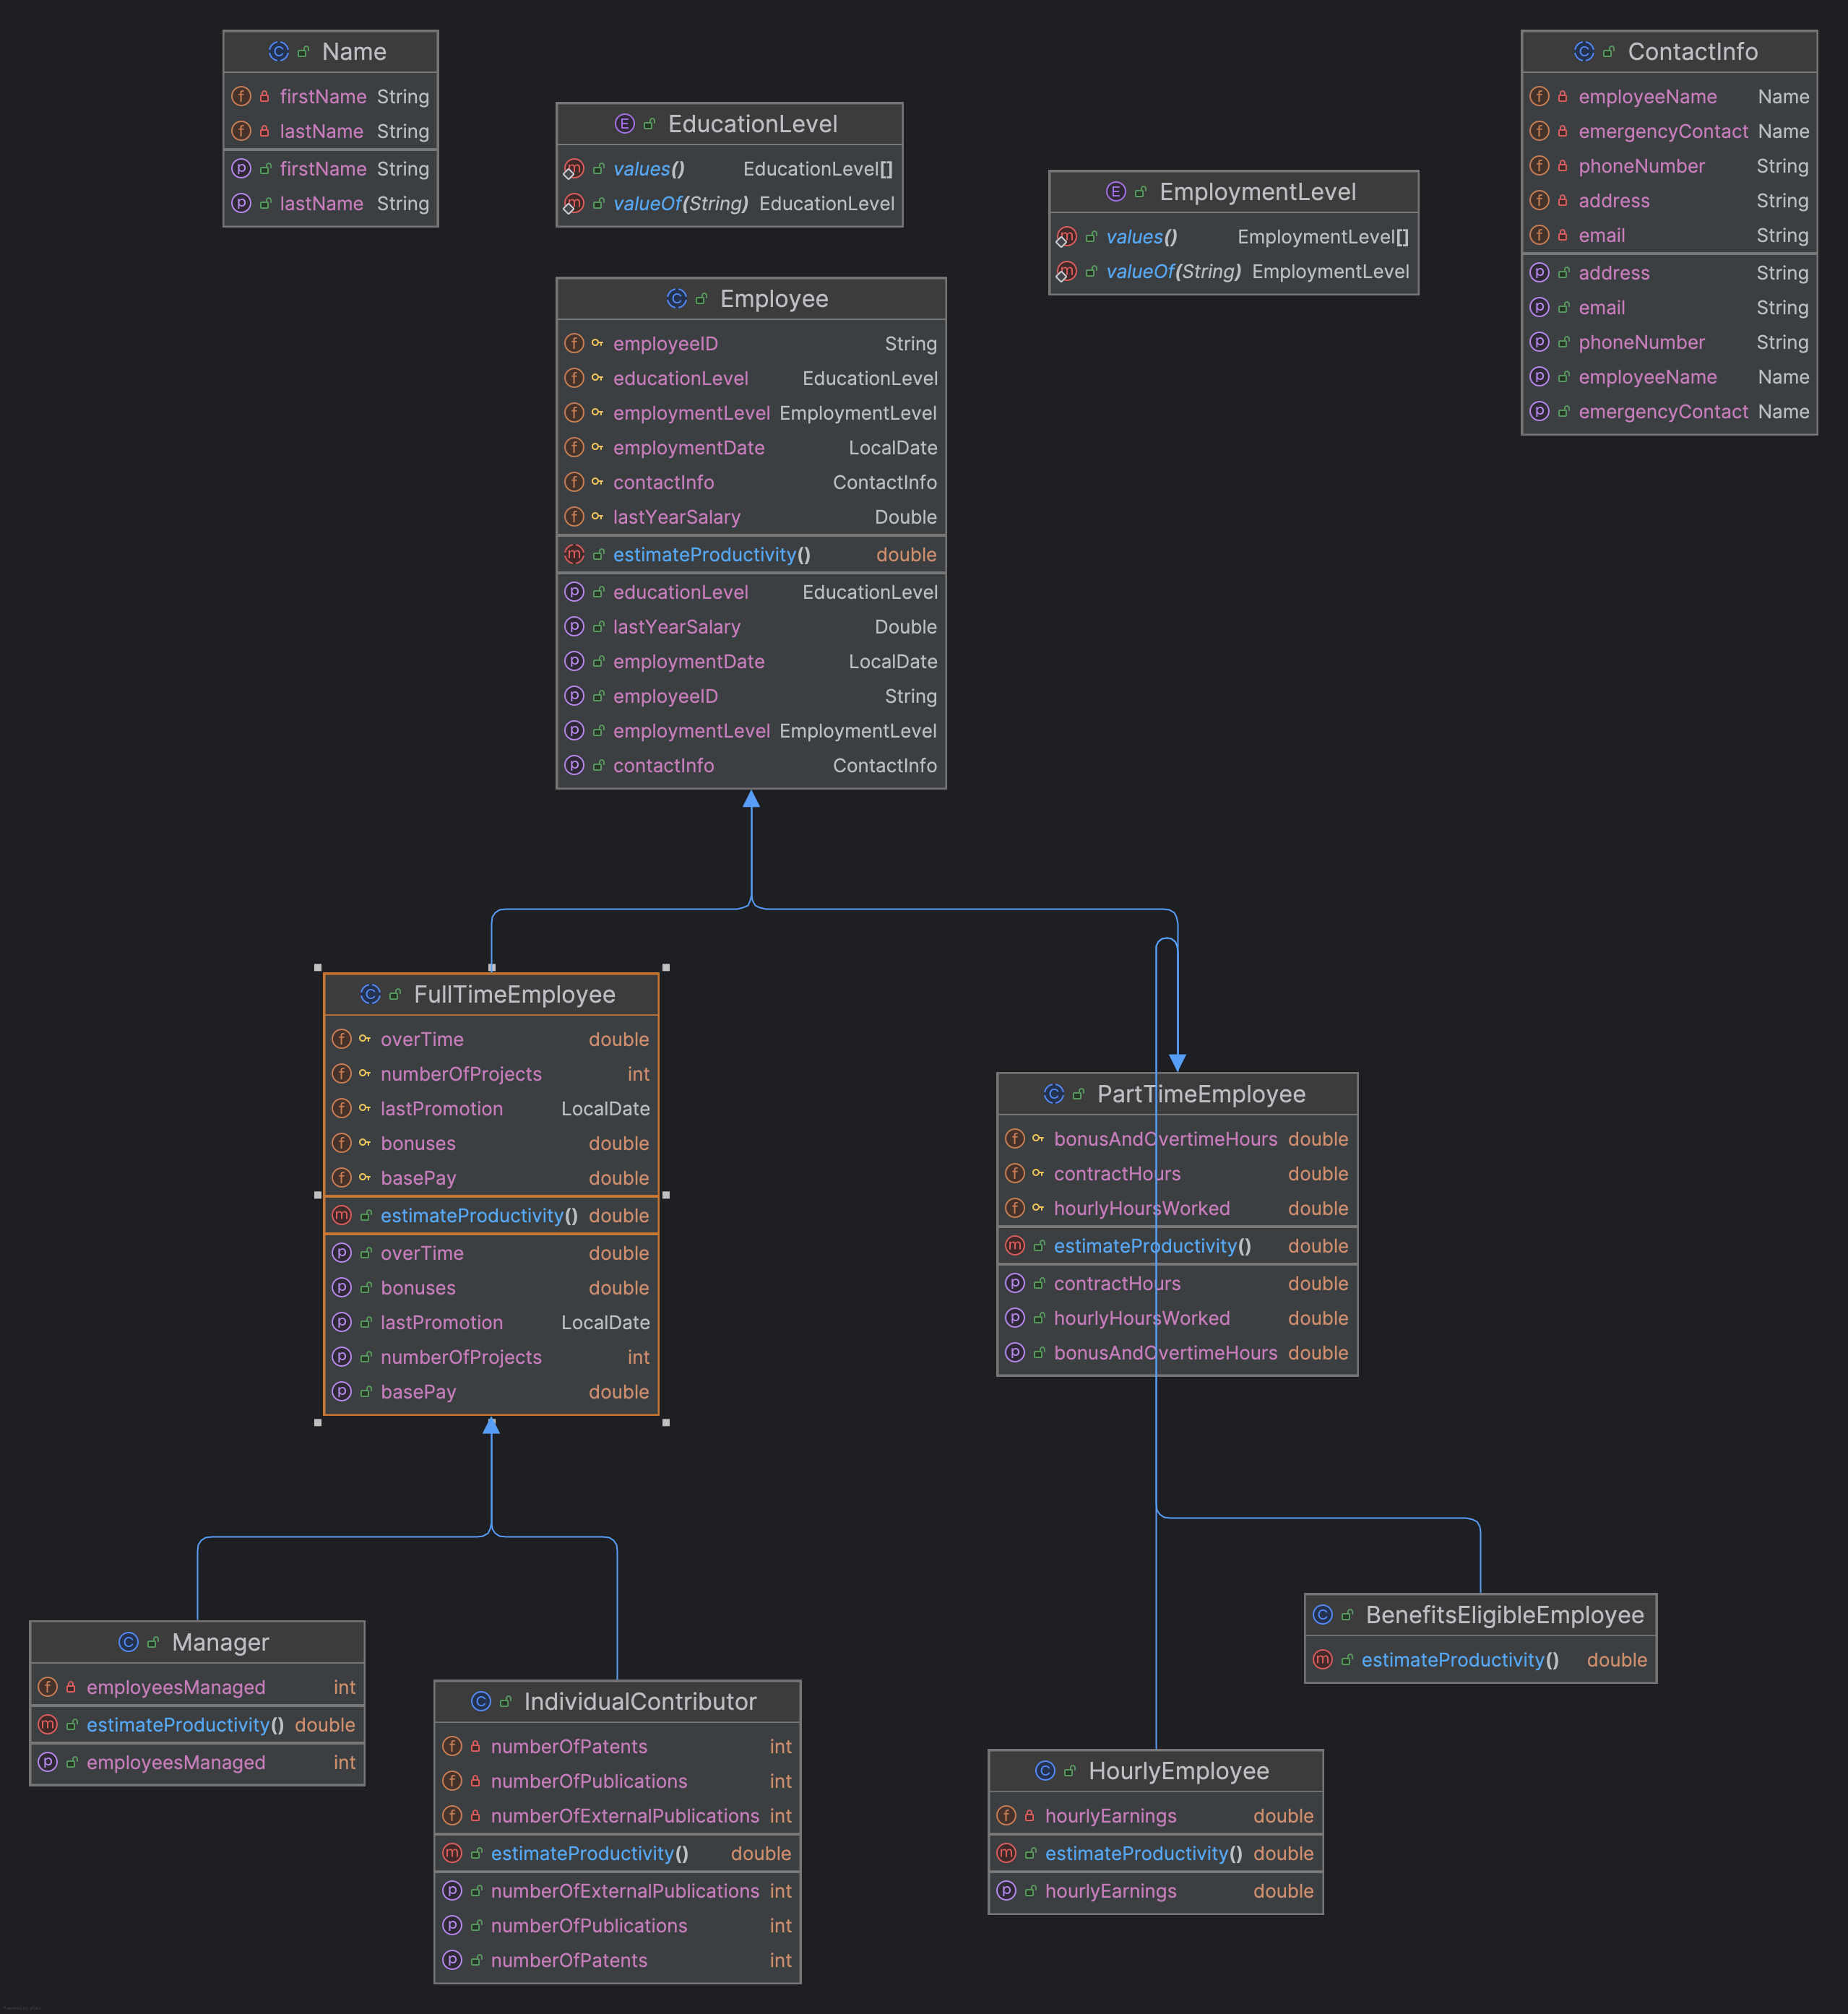 Name
firstName String
lastName String
firstName String
lastName String
EducationLevel
values() EducationLevel[]
valueOf(String) EducationLevel
EmploymentLevel
values() EmploymentLevel[]
valueOf(String) EmploymentLevel
ContactInfo
employeeName Name
emergencyContact Name
phoneNumber String
address String
email String
address String
email String
phoneNumber String
employeeName Name
emergencyContact Name
Employee
employeeID String
educationLevel EducationLevel
employmentLevel EmploymentLevel
employmentDate LocalDate
contactInfo ContactInfo
lastYearSalary Double
estimateProductivity() double
educationLevel EducationLevel
lastYearSalary Double
employmentDate LocalDate
employeeID String
employmentLevel EmploymentLevel
contactInfo ContactInfo
FullTimeEmployee
overTime double
numberOfProjects int
lastPromotion LocalDate
bonuses double
basePay double
estimateProductivity() double
overTime double
bonuses double
lastPromotion LocalDate
numberOfProjects int
basePay double
PartTimeEmployee
bonusAndOvertimeHours double
contractHours double
hourlyHoursWorked double
estimateProductivity() double
contractHours double
hourlyHoursWorked double
bonusAndOvertimeHours double
Manager
employeesManaged int
estimateProductivity() double
employeesManaged int
IndividualContributor
numberOfPatents int
numberOfPublications int
numberOfExternalPublications int
estimateProductivity() double
numberOfExternalPublications int
numberOfPublications int
numberOfPatents int
BenefitsEligibleEmployee
estimateProductivity() double
HourlyEmployee
hourlyEarnings double
estimateProductivity() double
hourlyEarnings double